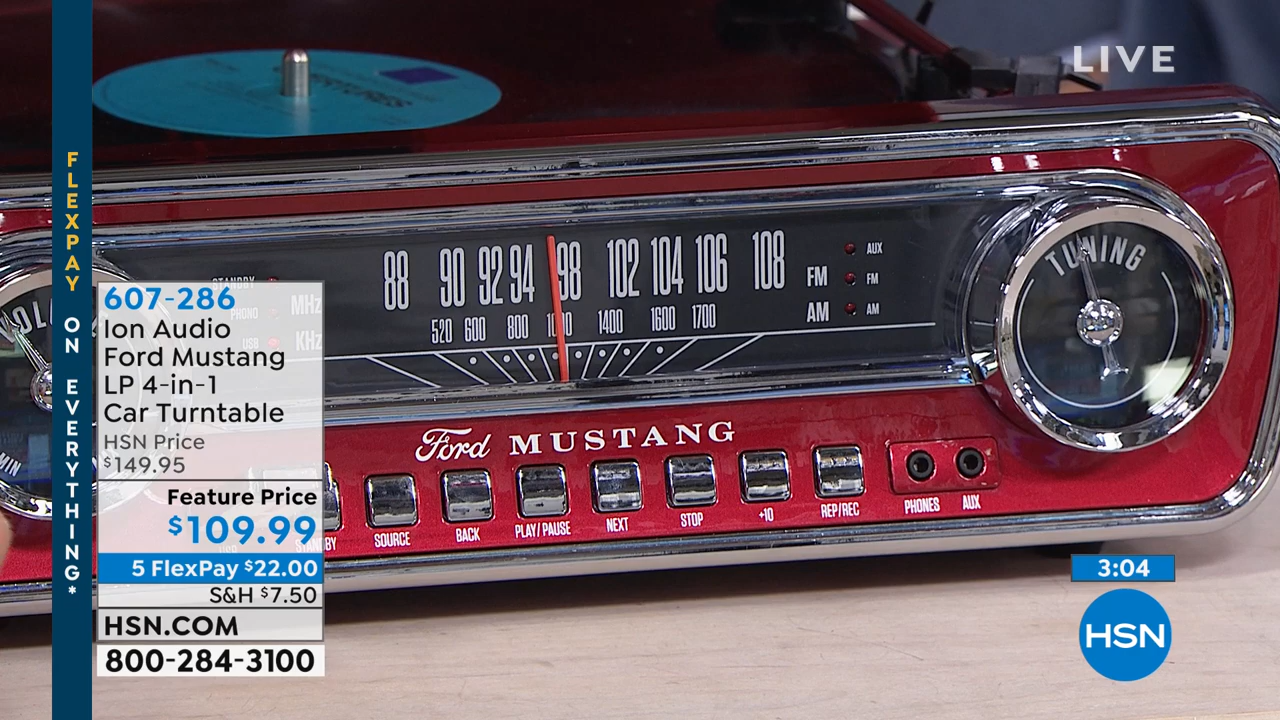 LIVE
FLEXPAY ON EVERYTHING*
607-286
Ion Audio
Ford Mustang
LP 4-in-1
Car Turntable
HSN Price
$149.95
Feature Price
$109.99
5 FlexPay $22.00
S&H $7.50
HSN.COM
800-284-3100
STANDBY
PHONO
USB
MHz
KHz
88 90 92 94 98 102 104 106 108
FM
AM
520 600 800 1400 1600 1700
AUX
FM
AM
TUNING
MIN
Ford MUSTANG
SOURCE
BACK
PLAY/PAUSE
NEXT
STOP
+10
REP/REC
PHONES
AUX
3:04
HSN